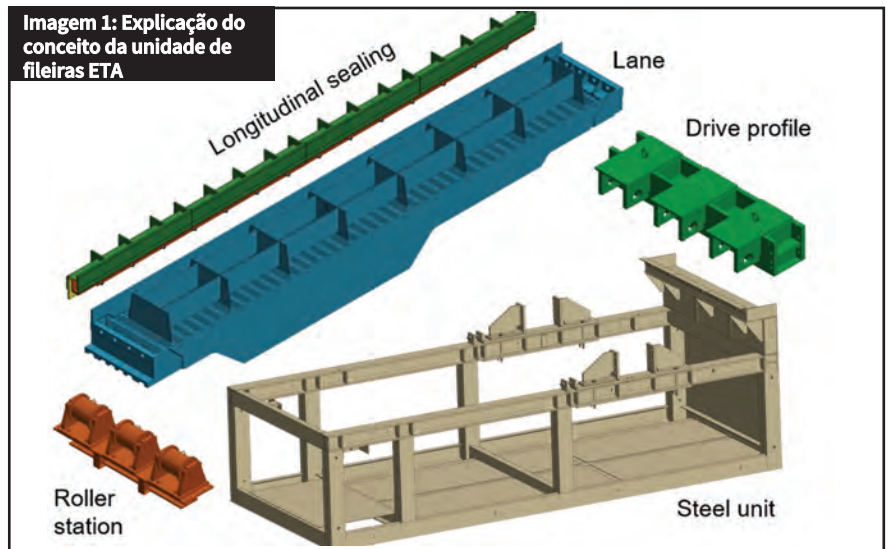 Imagem 1: Explicação do
conceito da unidade de
fileiras ETA
Longitudinal sealing
Lane
Drive profile
Roller
station
Steel unit